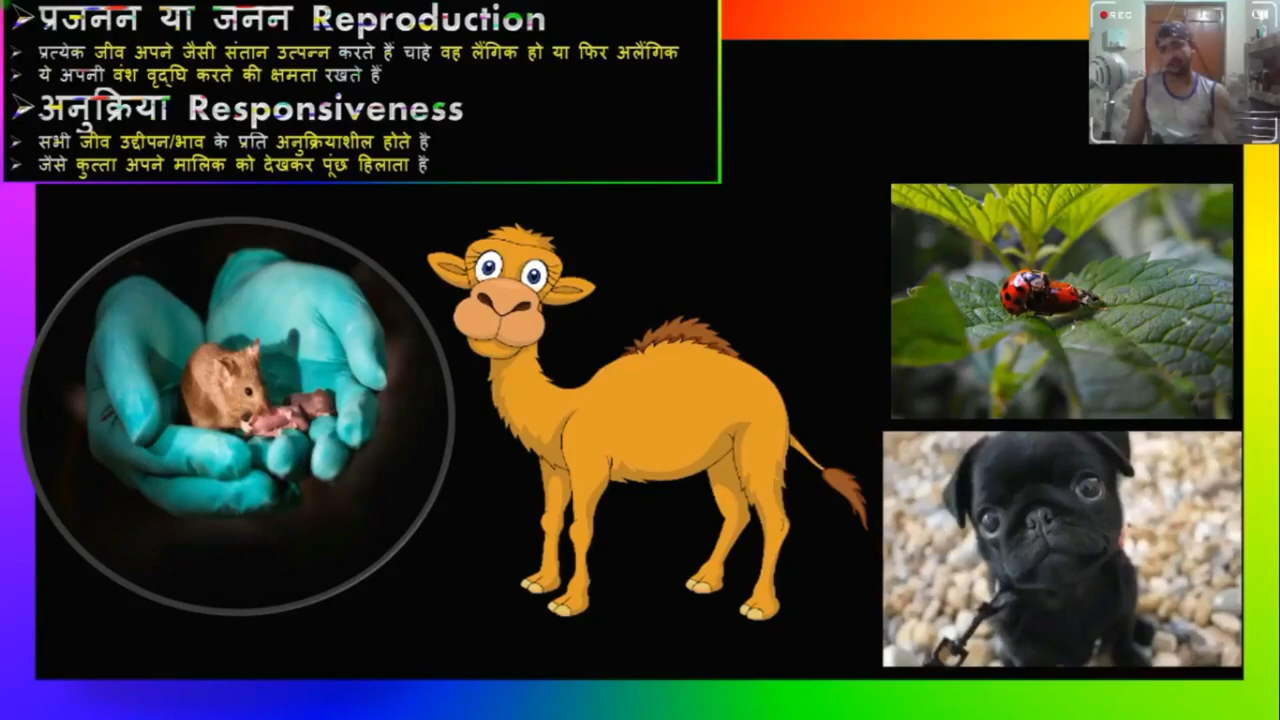 ➢प्रजनन या जनन Reproduction
➢ प्रत्येक जीव अपने जैसी संतान उत्पन्न करते हैं चाहे वह लैंगिक हो या फिर अलैंगिक
➢ ये अपनी वंश वृद्घि करते की क्षमता रखते हैं
➢अनुक्रिया Responsiveness
➢ सभी जीव उद्दीपन/भाव के प्रति अनुक्रियाशील होते है
➢ जैसे कुत्ता अपने मालिक को देखकर पूंछ हिलाता है
REC